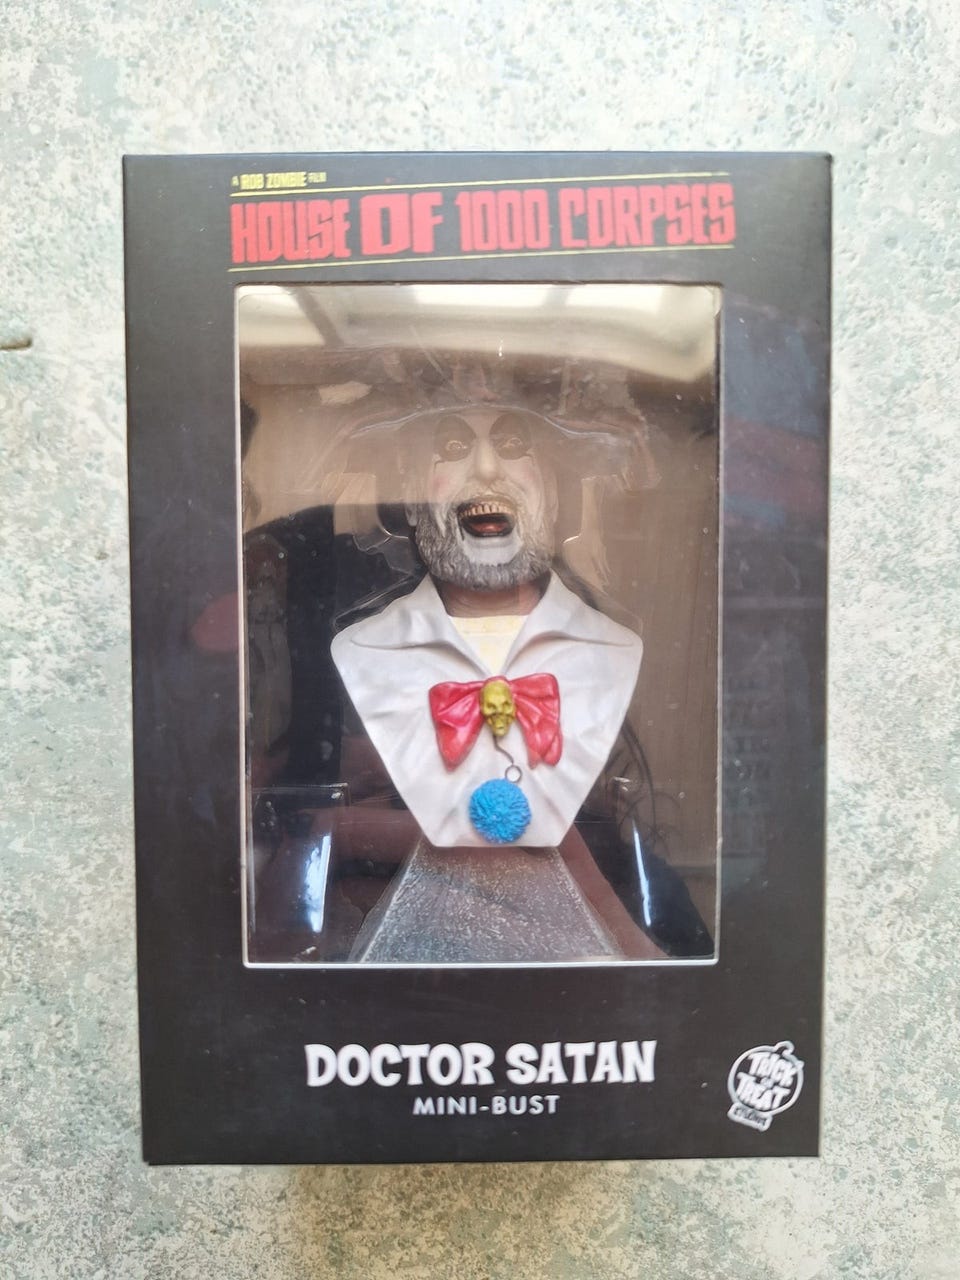 A ROB ZOMBIE FILM
HOUSE OF 1000 CORPSES
DOCTOR SATAN
MINI-BUST
TRICK
OR
TREAT
STUDIOS